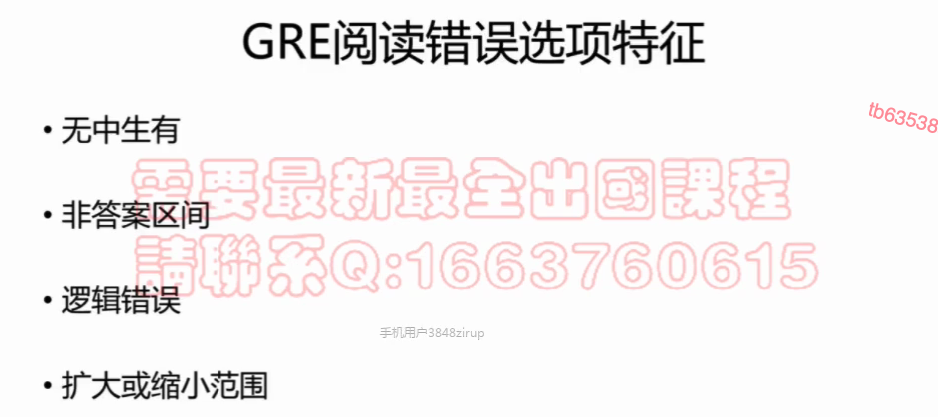 GRE阅读错误选项特征
• 无中生有
tb63538
需要最新最全出國課程
• 非答案区间
請聯系Q:1663760615
• 逻辑错误
手机用户3848zirup
• 扩大或缩小范围